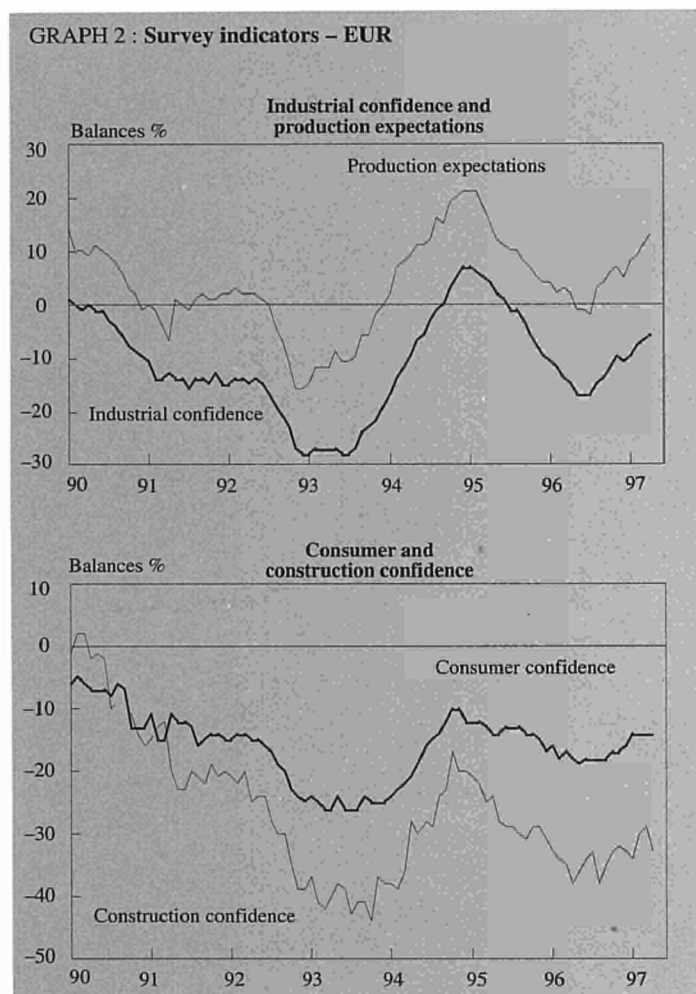 GRAPH 2 : Survey indicators – EUR
Industrial confidence and
production expectations
Balances %
30
20
10
0
–10
–20
–30
Production expectations
Industrial confidence
90 91 92 93 94 95 96 97
Consumer and
construction confidence
Balances %
10
0
–10
–20
–30
–40
–50
Consumer confidence
Construction confidence
90 91 92 93 94 95 96 97